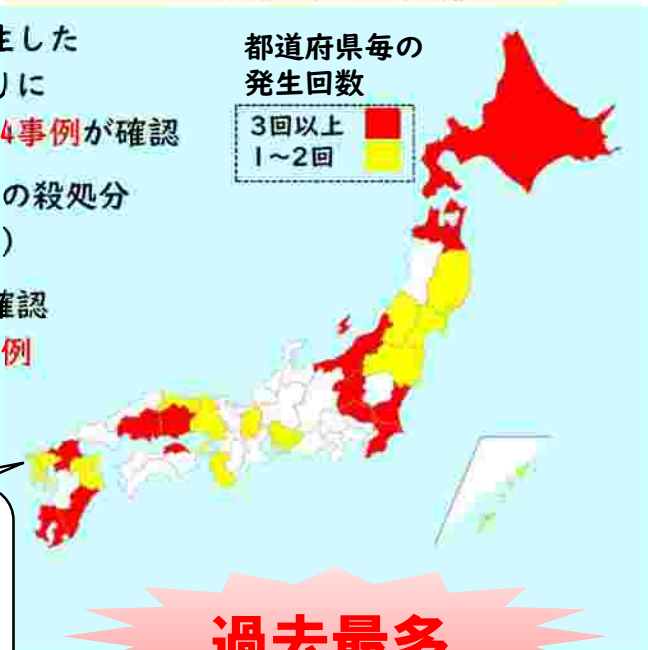 生した
りに
4事例が確認
の殺処分
)
確認
例
都道府県毎の
発生回数
3回以上
1~2回
過去最多